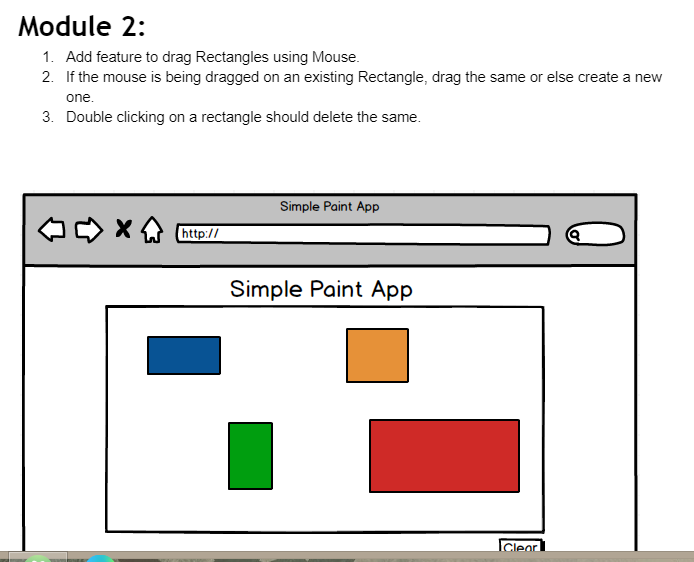 Module 2:
1. Add feature to drag Rectangles using Mouse.
2. If the mouse is being dragged on an existing Rectangle, drag the same or else create a new
one.
3. Double clicking on a rectangle should delete the same.
Simple Paint App
http://
Simple Paint App
Clear